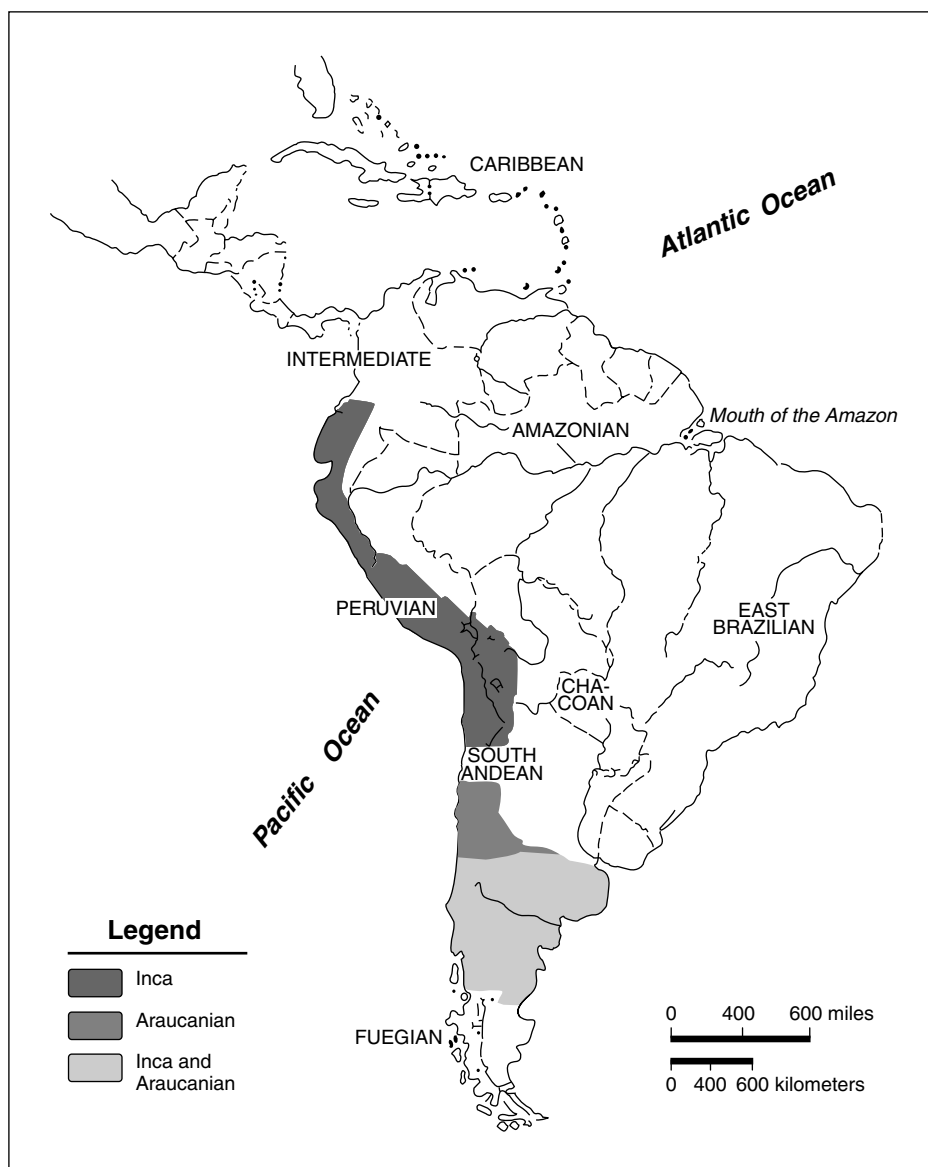 CARIBBEAN
Atlantic Ocean
INTERMEDIATE
Mouth of the Amazon
AMAZONIAN
PERUVIAN
EAST
BRAZILIAN
CHA-
COAN
Pacific Ocean
SOUTH
ANDEAN
Legend
Inca
Araucanian
Inca and
Araucanian
FUEGIAN
0 400 600 miles
0 400 600 kilometers